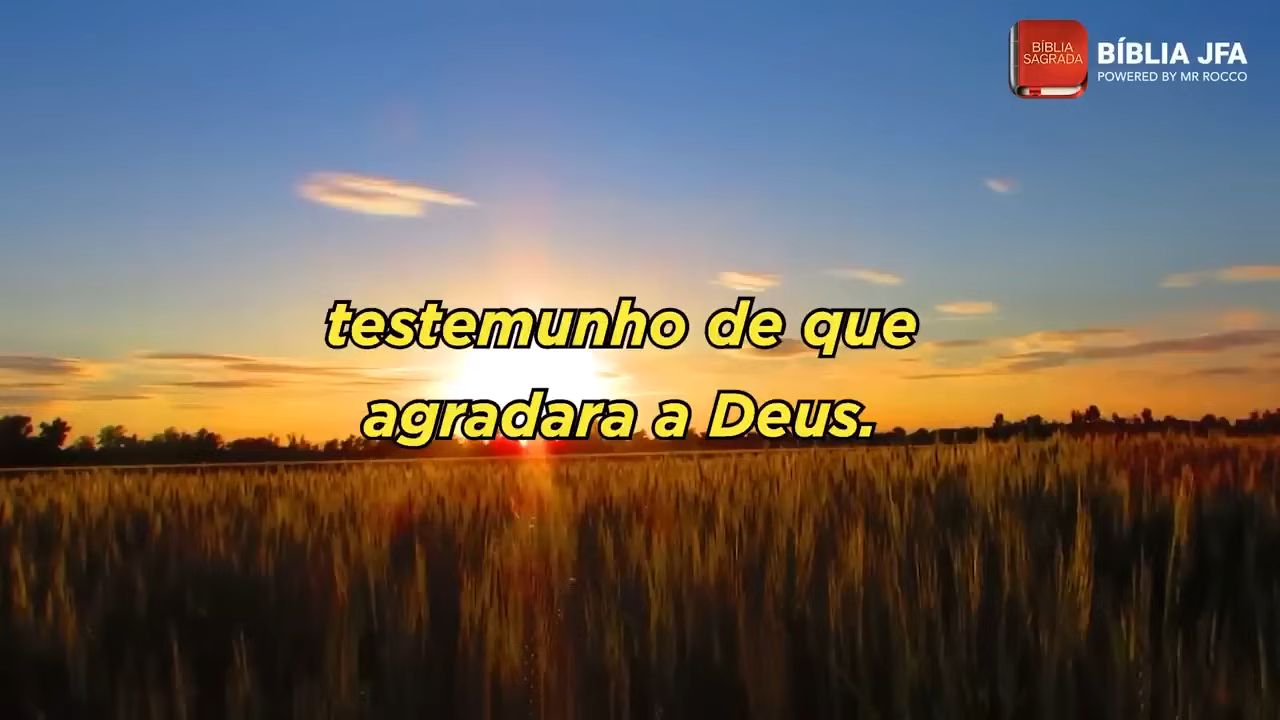 BÍBLIA
SAGRADA
BÍBLIA JFA
POWERED BY MR ROCCO
testemunho de que
agradara a Deus.